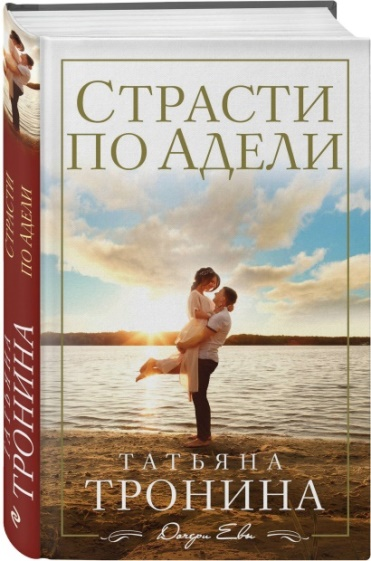 СТРАСТИ
ПО АДЕЛИ
ТАТЬЯНА
ТРОНИНА
Дочери Евы
СТРАСТИ
ПО АДЕЛИ
ТАТЬЯНА
ТРОНИНА